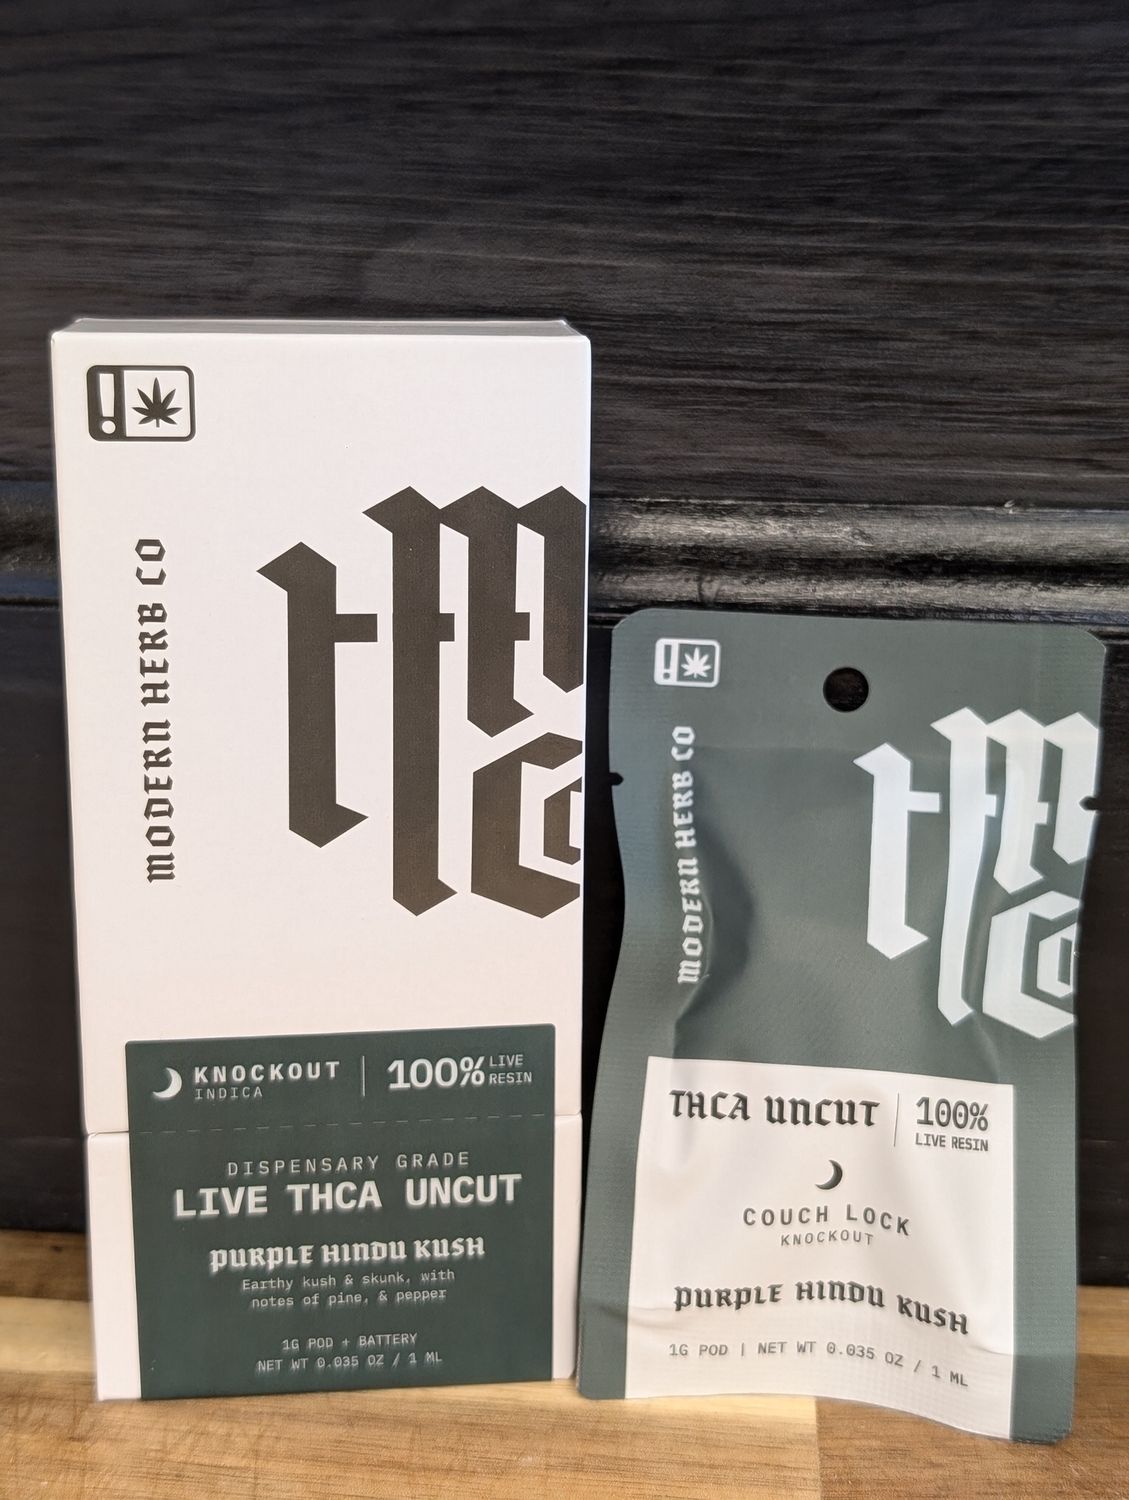 MODERN HERB CO
KNOCKOUT
INDICA
100% LIVE
RESIN
DISPENSARY GRADE
LIVE THCA UNCUT
PURPLE HINDU KUSH
Earthy kush & skunk, with
notes of pine, & pepper
1G POD + BATTERY
NET WT 0.035 OZ / 1 ML
MODERN HERB CO
THCA UNCUT
100%
LIVE RESIN
COUCH LOCK
KNOCKOUT
PURPLE HINDU KUSH
1G POD | NET WT 0.035 OZ / 1 ML